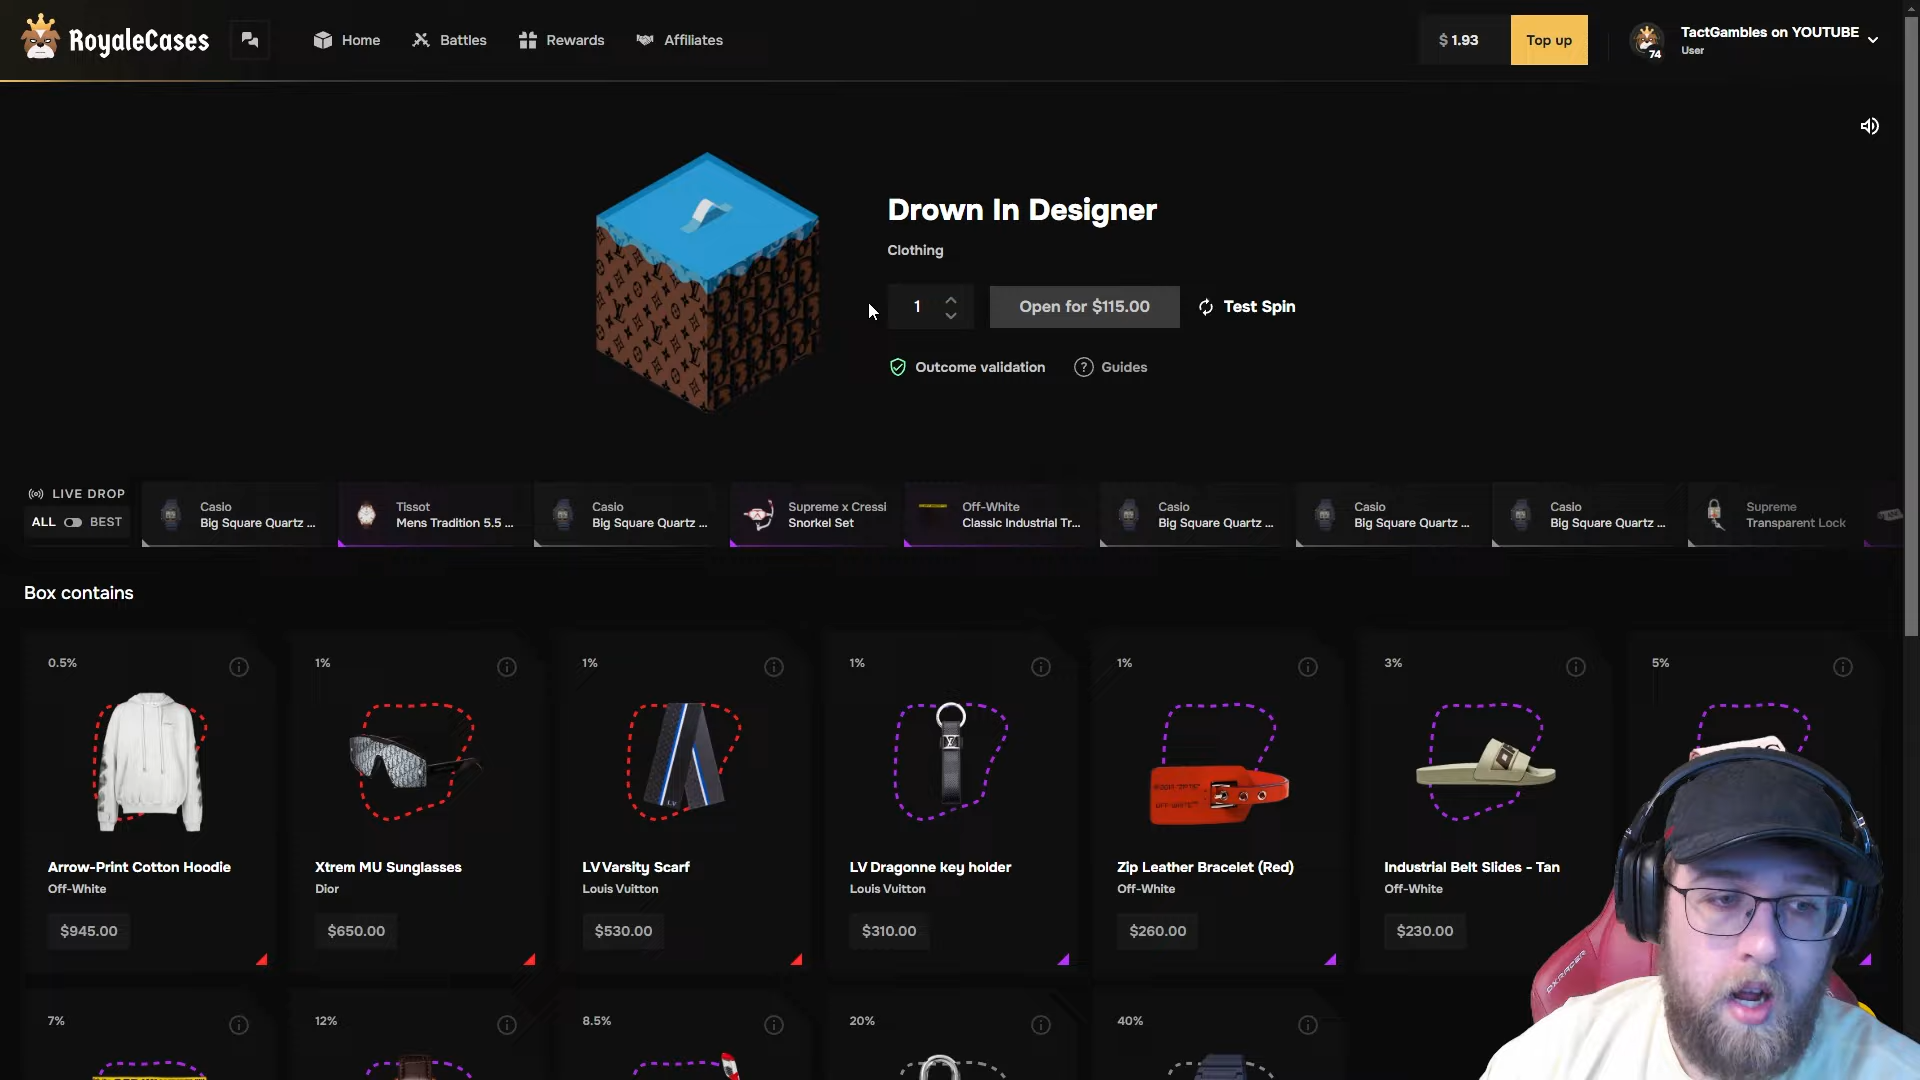 RoyaleCases
Home
Battles
Rewards
Affiliates
$ 1.93
Top up
74
TactGambles on YOUTUBE
User
Drown In Designer
Clothing
1
Open for $115.00
Test Spin
Outcome validation
? Guides
LIVE DROP
ALL
BEST
Casio
Big Square Quartz ...
Tissot
Mens Tradition 5.5 ...
Casio
Big Square Quartz ...
Supreme x Cressi
Snorkel Set
Off-White
Classic Industrial Tr...
Casio
Big Square Quartz ...
Casio
Big Square Quartz ...
Casio
Big Square Quartz ...
Supreme
Transparent Lock
Box contains
0.5%
Arrow-Print Cotton Hoodie
Off-White
$945.00
1%
Xtrem MU Sunglasses
Dior
$650.00
1%
LV Varsity Scarf
Louis Vuitton
$530.00
1%
LV Dragonne key holder
Louis Vuitton
$310.00
1%
Zip Leather Bracelet (Red)
Off-White
$260.00
3%
Industrial Belt Slides - Tan
Off-White
$230.00
5%
7%
12%
8.5%
20%
40%
PXRACER